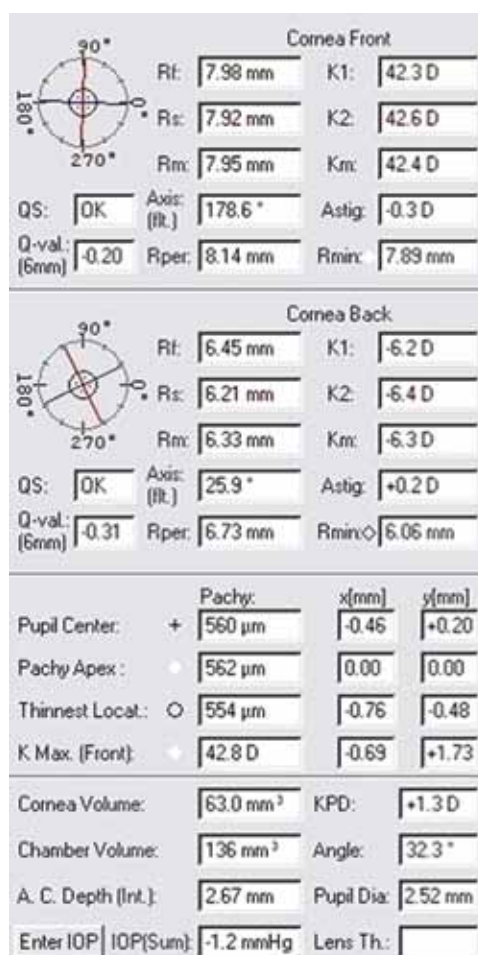 Cornea Front
90°
180°
0°
270°
Rf: 7.98 mm K1: 42.3 D
Rs: 7.92 mm K2: 42.6 D
Rm: 7.95 mm Km: 42.4 D
QS: OK Axis: (flt.) 178.6 ° Astig: -0.3 D
Q-val.: (6mm) -0.20 Rper: 8.14 mm Rmin: 7.89 mm
Cornea Back
90°
180°
0°
270°
Rf: 6.45 mm K1: -6.2 D
Rs: 6.21 mm K2: -6.4 D
Rm: 6.33 mm Km: -6.3 D
QS: OK Axis: (flt.) 25.9 ° Astig: +0.2 D
Q-val.: (6mm) -0.31 Rper: 6.73 mm Rmin: 6.06 mm
Pachy: x[mm] y[mm]
Pupil Center: + 560 µm -0.46 +0.20
Pachy Apex : 562 µm 0.00 0.00
Thinnest Locat.: O 554 µm -0.76 -0.48
K Max. (Front): 42.8 D -0.69 +1.73
Cornea Volume: 63.0 mm³ KPD: +1.3 D
Chamber Volume: 136 mm³ Angle: 32.3 °
A. C. Depth (Int.): 2.67 mm Pupil Dia: 2.52 mm
Enter IOP IOP(Sum): -1.2 mmHg Lens Th.: